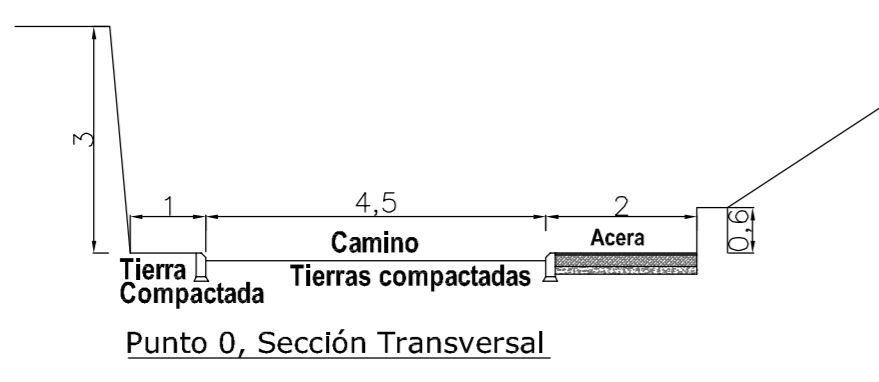 3
1
4,5
2
0,6
Camino
Acera
Tierra
Compactada
Tierras compactadas
Punto 0, Sección Transversal